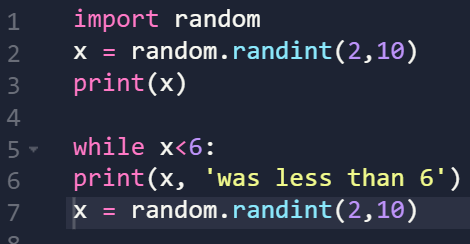 1 import random
2 x = random.randint(2,10)
3 print(x)
4
5 while x<6:
6 print(x, 'was less than 6')
7 x = random.randint(2,10)
8